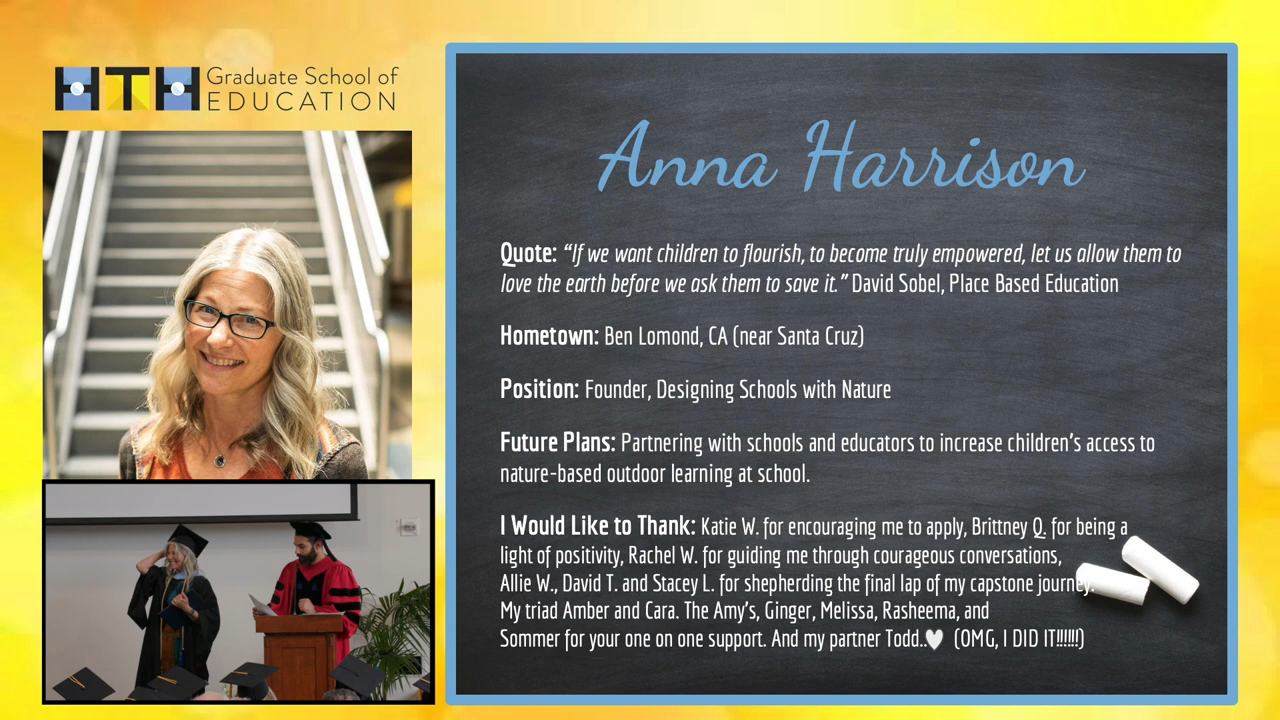 HTH Graduate School of
EDUCATION
Anna Harrison
Quote: “If we want children to flourish, to become truly empowered, let us allow them to
love the earth before we ask them to save it.” David Sobel, Place Based Education
Hometown: Ben Lomond, CA (near Santa Cruz)
Position: Founder, Designing Schools with Nature
Future Plans: Partnering with schools and educators to increase children’s access to
nature-based outdoor learning at school.
I Would Like to Thank: Katie W. for encouraging me to apply, Brittney Q. for being a
light of positivity, Rachel W. for guiding me through courageous conversations,
Allie W., David T. and Stacey L. for shepherding the final lap of my capstone journey.
My triad Amber and Cara. The Amy’s, Ginger, Melissa, Rasheema, and
Sommer for your one on one support. And my partner Todd..🤍 (OMG, I DID IT!!!!!!)